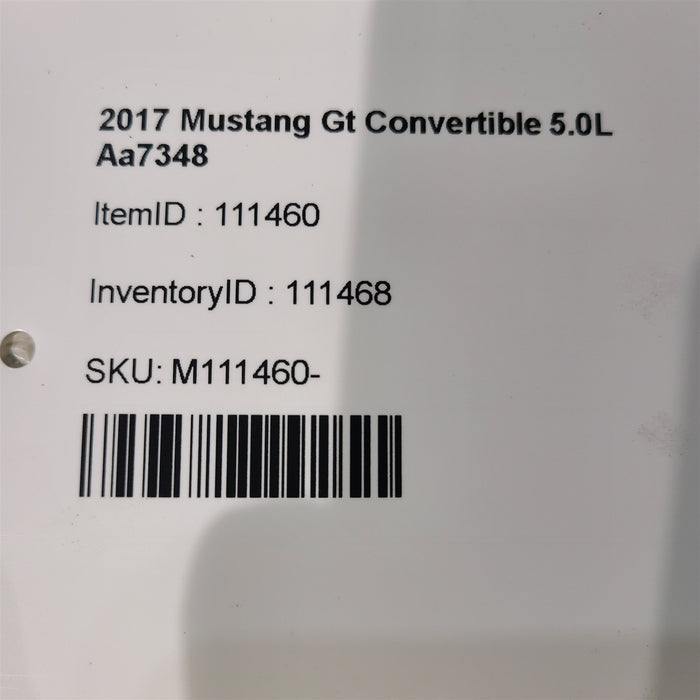 2017 Mustang Gt Convertible 5.0L
Aa7348
ItemID : 111460
InventoryID : 111468
SKU: M111460-